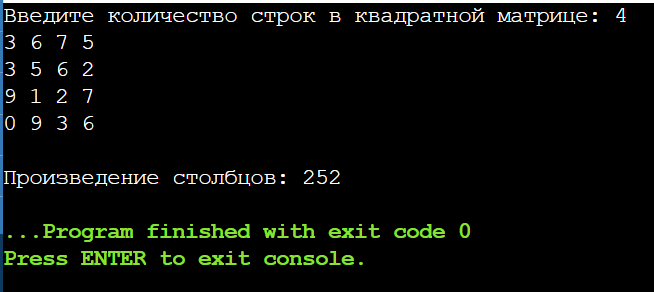 Введите количество строк в квадратной матрице: 4
3 6 7 5
3 5 6 2
9 1 2 7
0 9 3 6
Произведение столбцов: 252
...Program finished with exit code 0
Press ENTER to exit console.